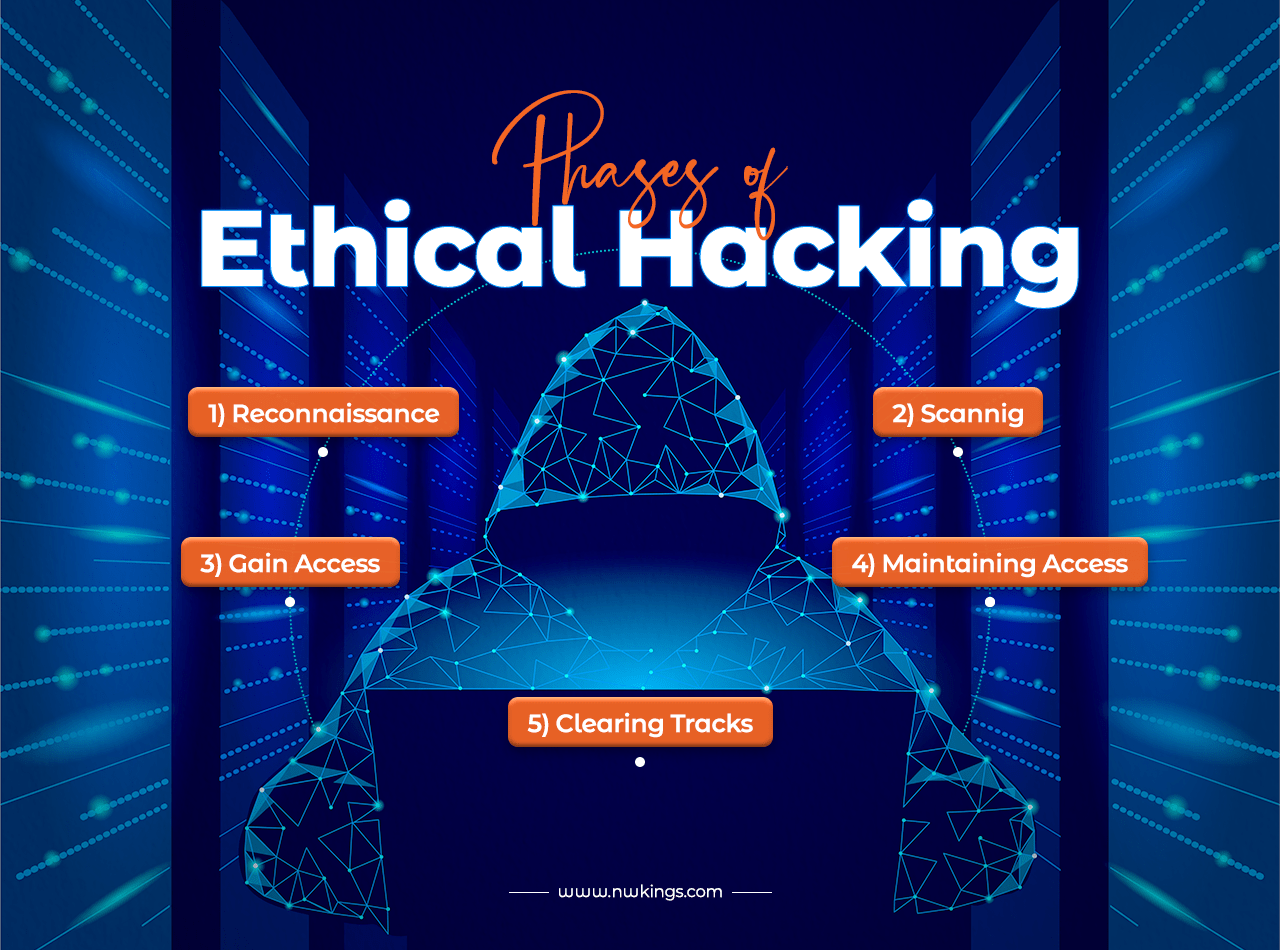 Phases of
Ethical Hacking
1) Reconnaissance
2) Scannig
3) Gain Access
4) Maintaining Access
5) Clearing Tracks
www.nwkings.com